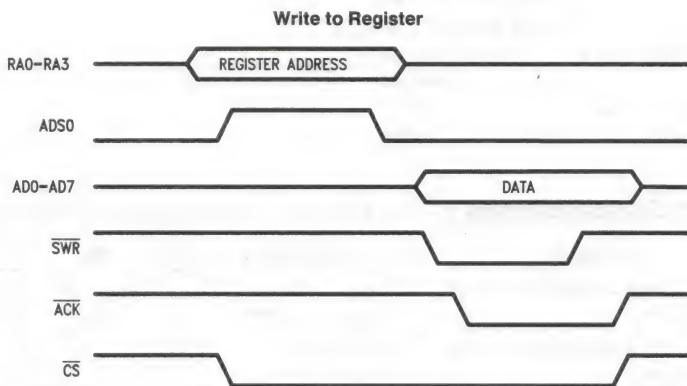 Write to Register
RA0-RA3 REGISTER ADDRESS
ADS0
AD0-AD7 DATA
SWR
ACK
CS